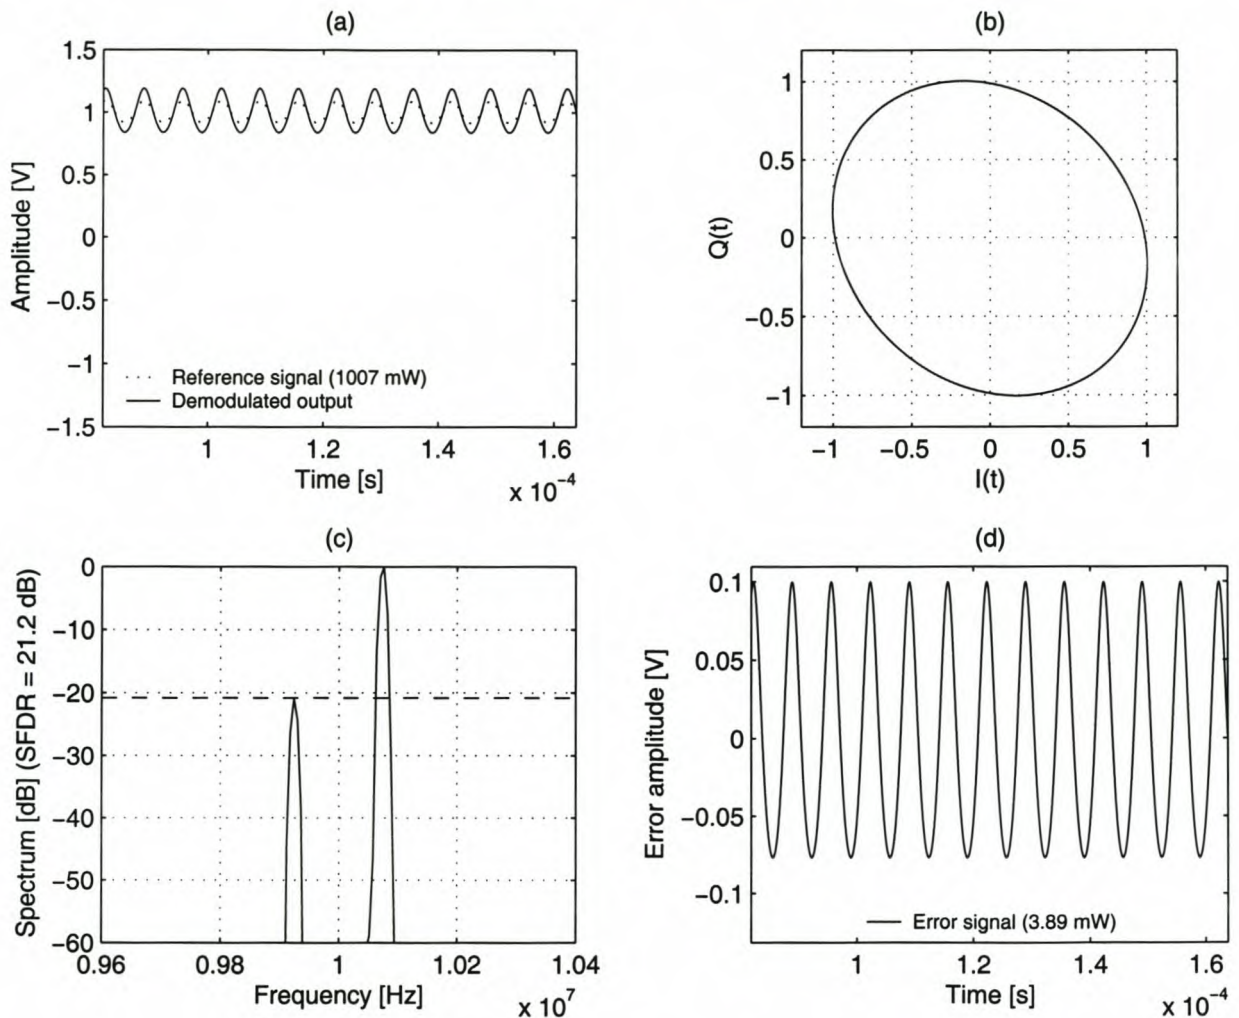 (a)
Amplitude [V]
1.5
1
0.5
0
−0.5
−1
−1.5
Reference signal (1007 mW)
Demodulated output
1 1.2 1.4 1.6
Time [s]
x 10⁻⁴
(b)
Q(t)
1
0.5
0
−0.5
−1
−1 −0.5 0 0.5 1
I(t)
(c)
Spectrum [dB] (SFDR = 21.2 dB)
0
−10
−20
−30
−40
−50
−60
0.96 0.98 1 1.02 1.04
Frequency [Hz]
x 10⁷
(d)
Error amplitude [V]
0.1
0.05
0
−0.05
−0.1
Error signal (3.89 mW)
1 1.2 1.4 1.6
Time [s]
x 10⁻⁴